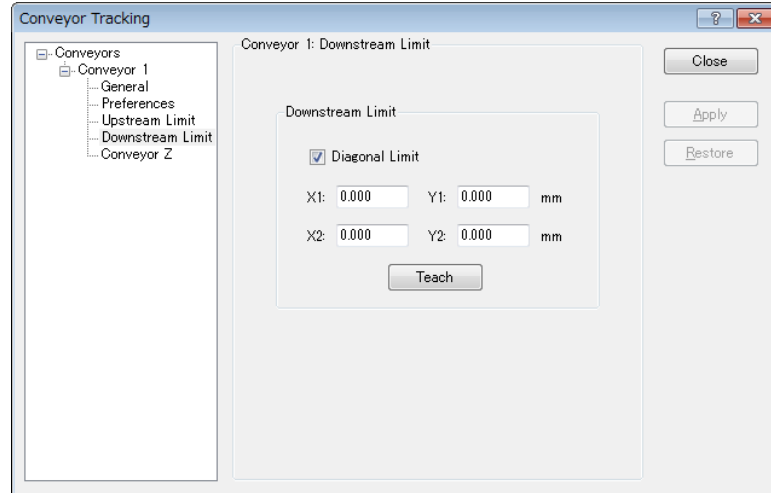 Conveyor Tracking
Conveyors
Conveyor 1
General
Preferences
Upstream Limit
Downstream Limit
Conveyor Z
Conveyor 1: Downstream Limit
Downstream Limit
Diagonal Limit
X1: 0.000 Y1: 0.000 mm
X2: 0.000 Y2: 0.000 mm
Teach
Close
Apply
Restore